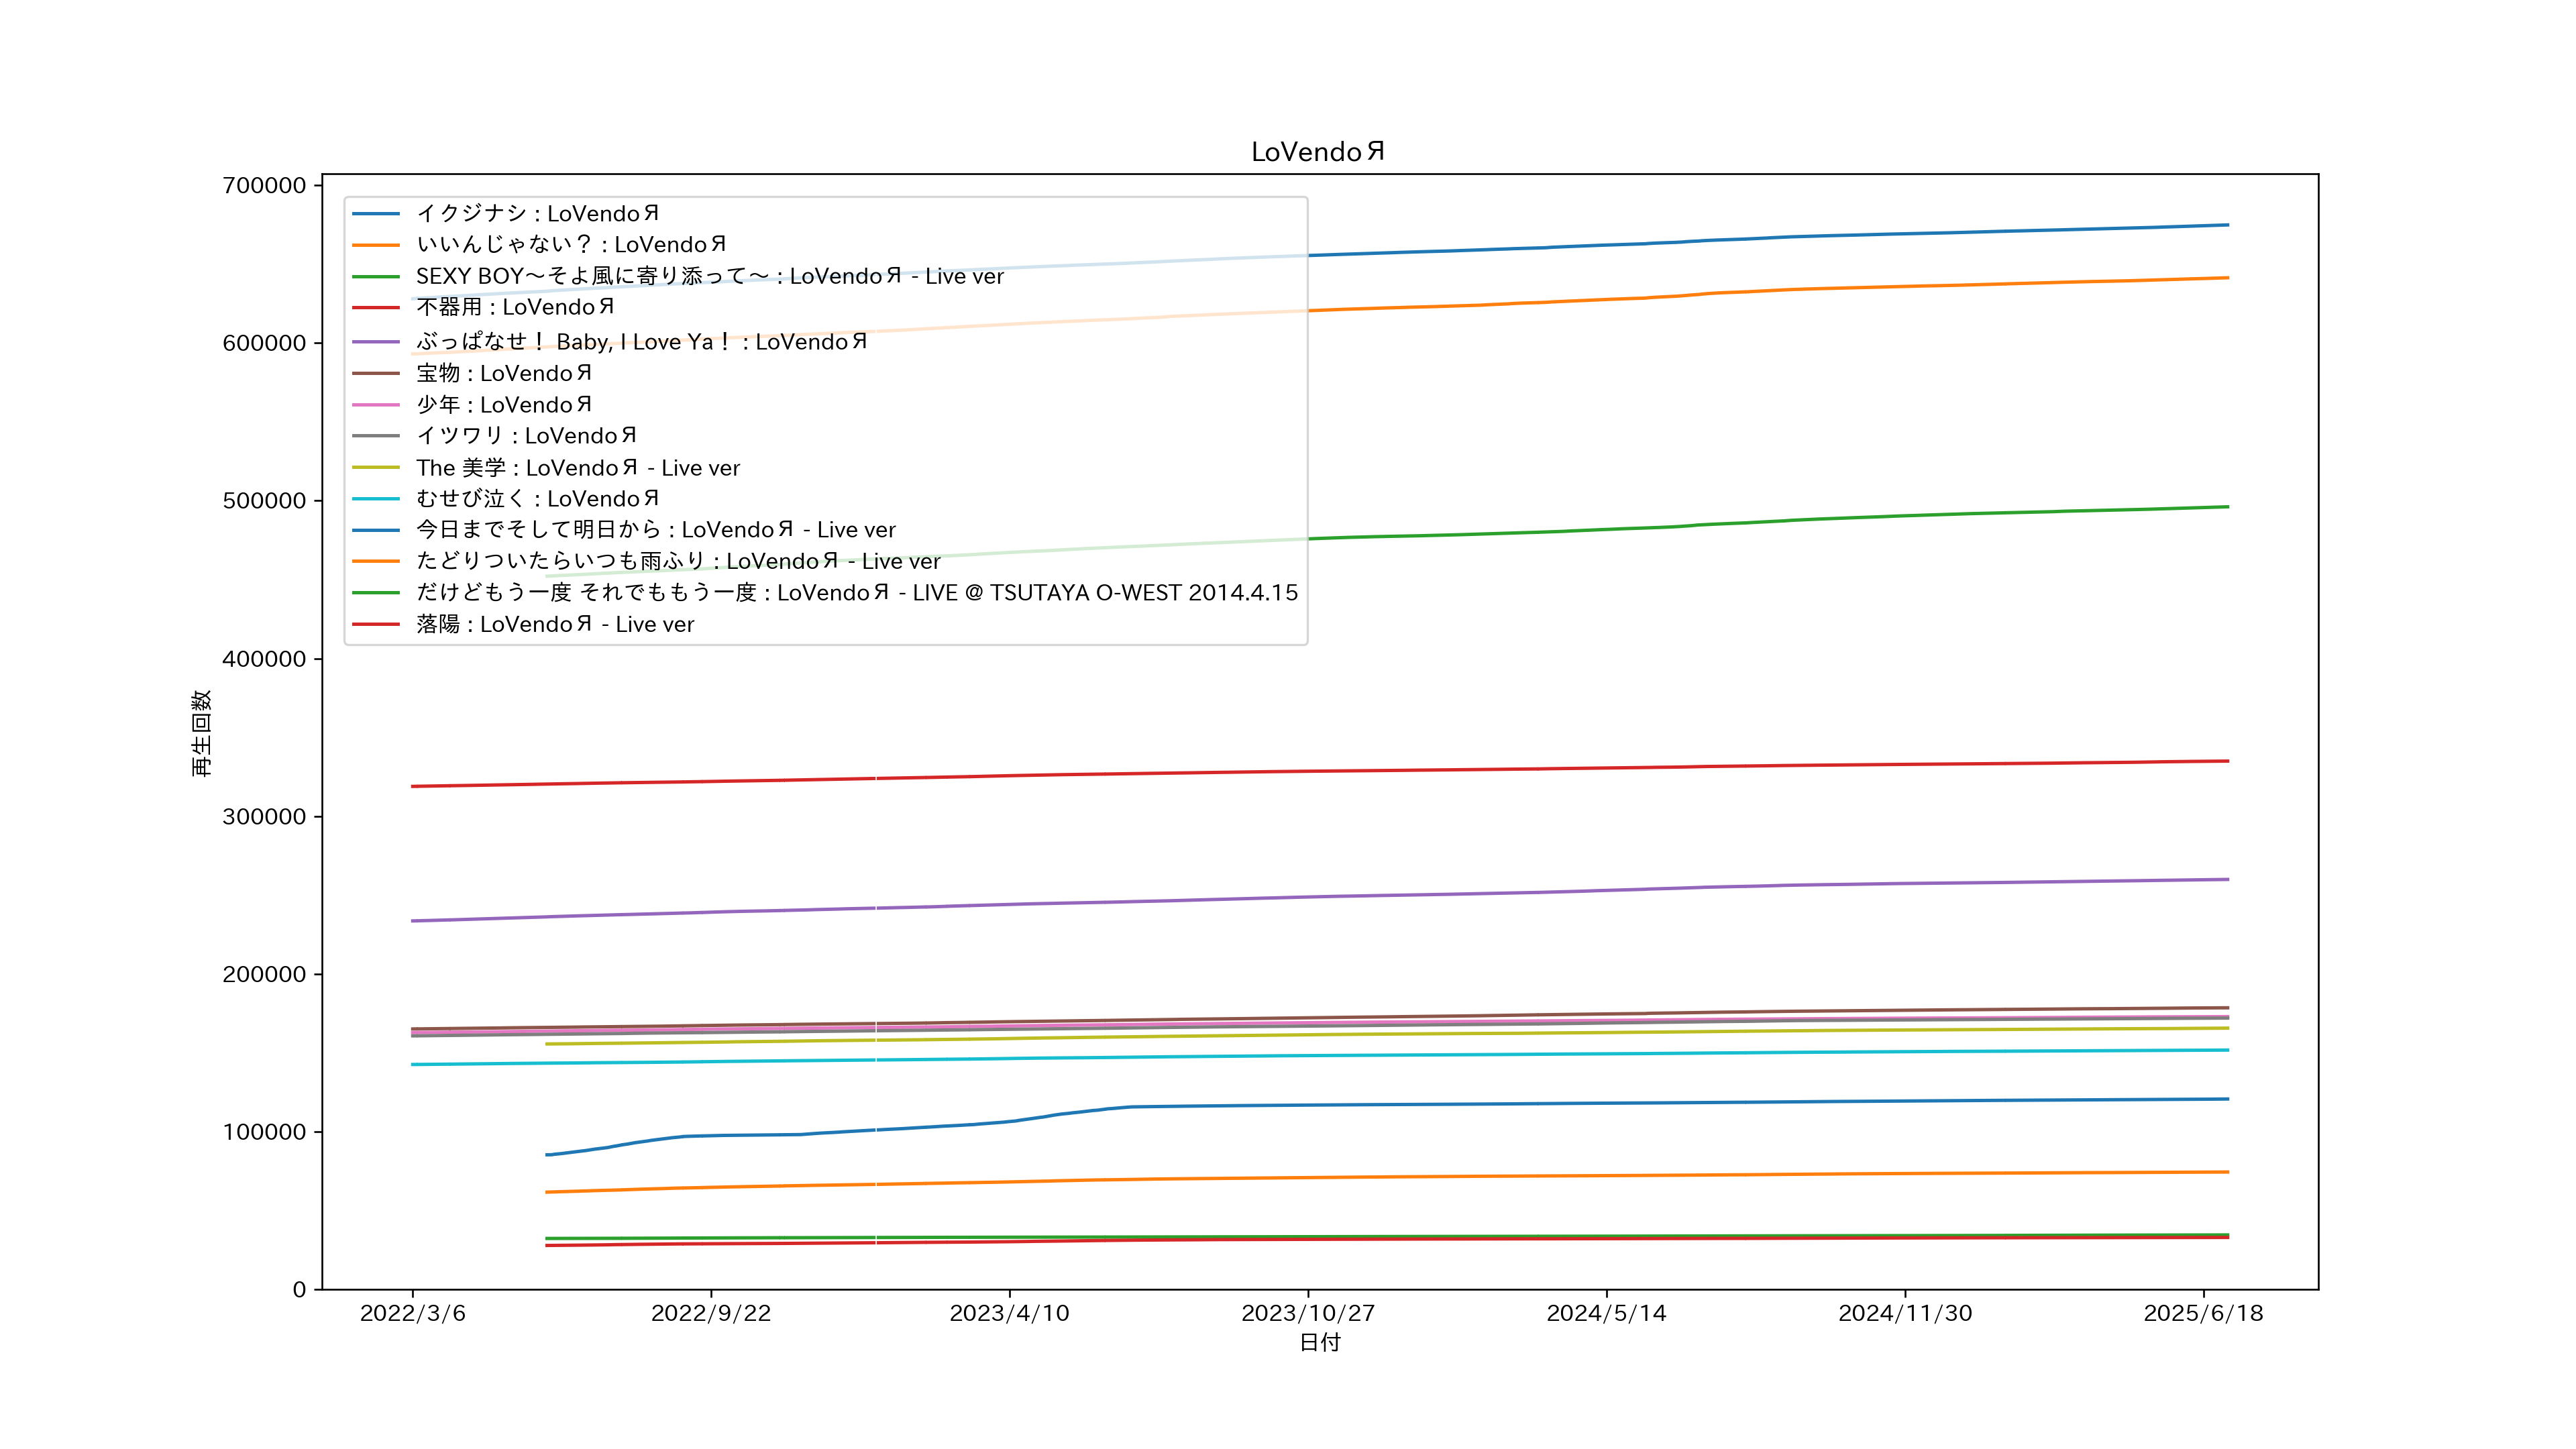 LoVendoЯ
700000
600000
500000
400000
300000
200000
100000
0
再生回数
イクジナシ : LoVendoЯ
いいんじゃない？ : LoVendoЯ
SEXY BOY～そよ風に寄り添って～ : LoVendoЯ - Live ver
不器用 : LoVendoЯ
ぶっぱなせ！ Baby, I Love Ya！ : LoVendoЯ
宝物 : LoVendoЯ
少年 : LoVendoЯ
イツワリ : LoVendoЯ
The 美学 : LoVendoЯ - Live ver
むせび泣く : LoVendoЯ
今日までそして明日から : LoVendoЯ - Live ver
たどりついたらいつも雨ふり : LoVendoЯ - Live ver
だけどもう一度 それでももう一度 : LoVendoЯ - LIVE @ TSUTAYA O-WEST 2014.4.15
落陽 : LoVendoЯ - Live ver
2022/3/6 2022/9/22 2023/4/10 2023/10/27 2024/5/14 2024/11/30 2025/6/18
日付